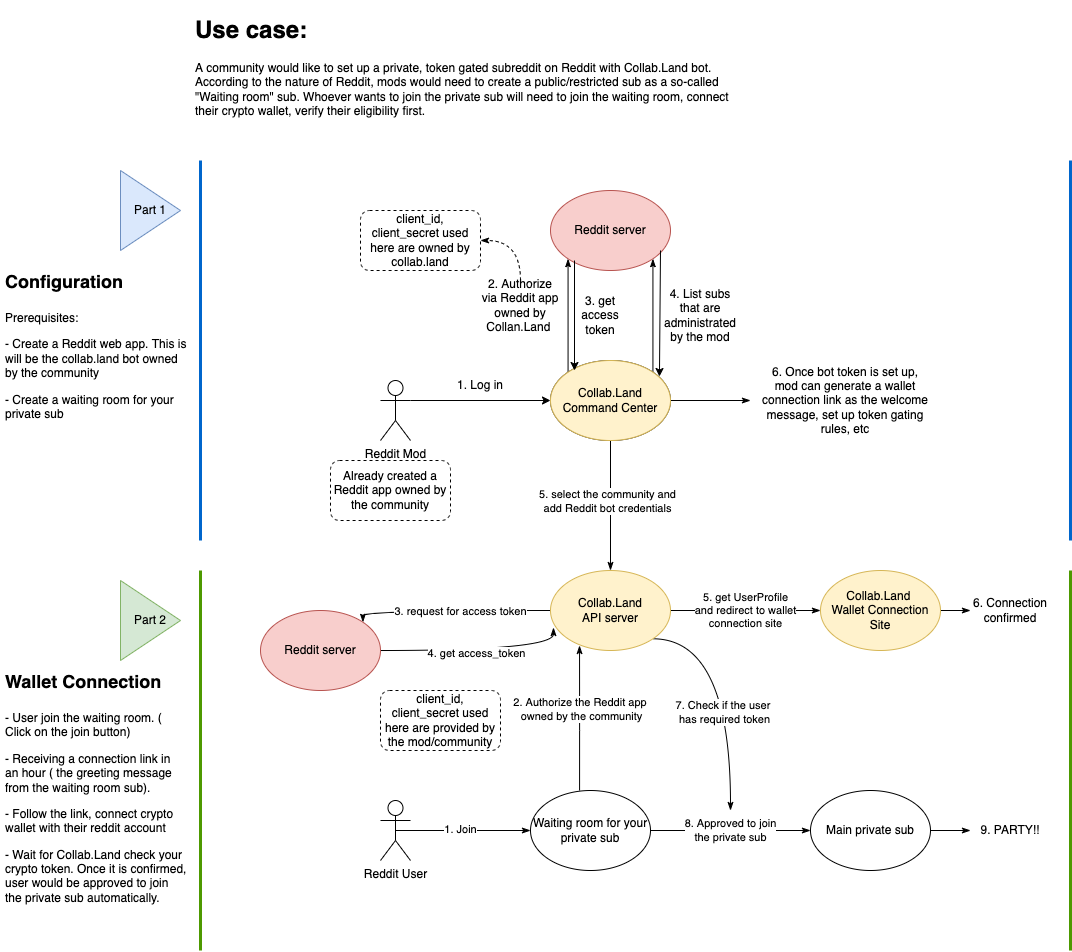 Use case:
A community would like to set up a private, token gated subreddit on Reddit with Collab.Land bot.
According to the nature of Reddit, mods would need to create a public/restricted sub as a so-called
"Waiting room" sub. Whoever wants to join the private sub will need to join the waiting room, connect
their crypto wallet, verify their eligibility first.
Part 1
Configuration
Prerequisites:
- Create a Reddit web app. This is
will be the collab.land bot owned
by the community
- Create a waiting room for your
private sub
client_id,
client_secret used
here are owned by
collab.land
Reddit server
2. Authorize
via Reddit app
owned by
Collan.Land
3. get
access
token
4. List subs
that are
administrated
by the mod
1. Log in
Collab.Land
Command Center
6. Once bot token is set up,
mod can generate a wallet
connection link as the welcome
message, set up token gating
rules, etc
Reddit Mod
Already created a
Reddit app owned by
the community
5. select the community and
add Reddit bot credentials
Part 2
Wallet Connection
- User join the waiting room. (
Click on the join button)
- Receiving a connection link in
an hour ( the greeting message
from the waiting room sub).
- Follow the link, connect crypto
wallet with their reddit account
- Wait for Collab.Land check your
crypto token. Once it is confirmed,
user would be approved to join
the private sub automatically.
Reddit server
3. request for access token
4. get access_token
Collab.Land
API server
5. get UserProfile
and redirect to wallet
connection site
Collab.Land
Wallet Connection
Site
6. Connection
confirmed
client_id,
client_secret used
here are provided by
the mod/community
2. Authorize the Reddit app
owned by the community
7. Check if the user
has required token
1. Join
Reddit User
Waiting room for your
private sub
8. Approved to join
the private sub
Main private sub
9. PARTY!!